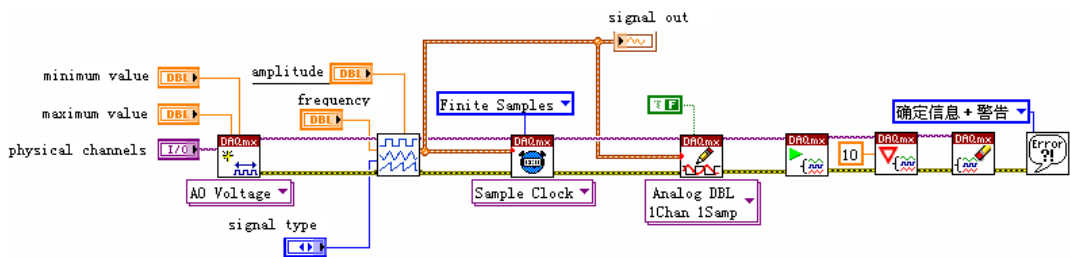 signal out
minimum value
DBL
amplitude
DBL
maximum value
DBL
frequency
DBL
Finite Samples
?F
确定信息+警告
physical channels
I/O
DAQmx
DAQmx
DAQmx
DAQmx
10
DAQmx
DAQmx
Error
?!
AO Voltage
Sample Clock
Analog DBL
1Chan 1Samp
signal type